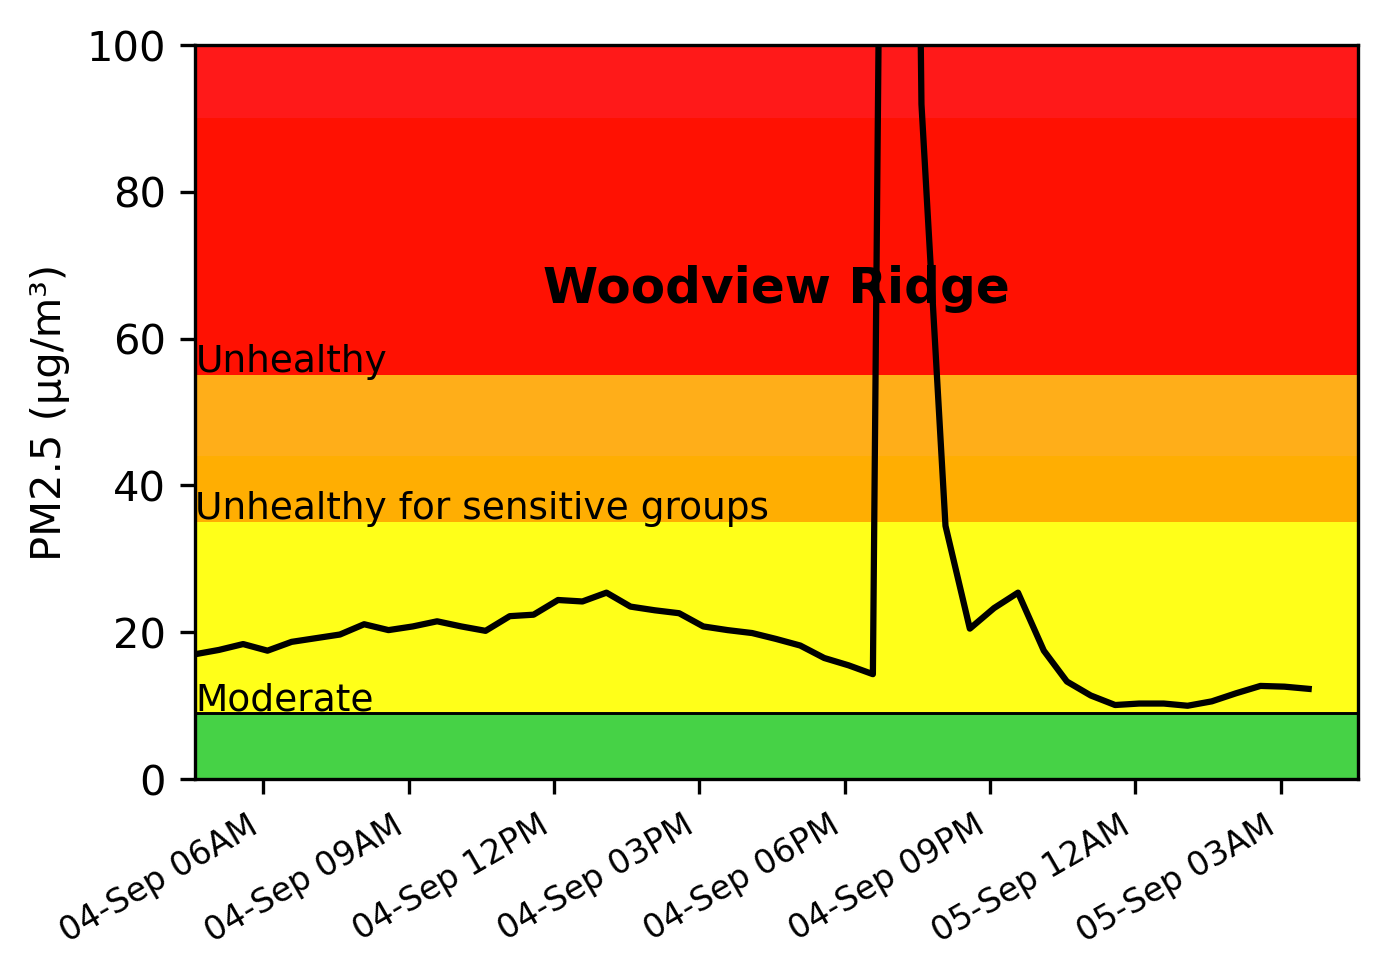 100
80
60
40
20
0
PM2.5 (µg/m³)
Woodview Ridge
Unhealthy
Unhealthy for sensitive groups
Moderate
04-Sep 06AM
04-Sep 09AM
04-Sep 12PM
04-Sep 03PM
04-Sep 06PM
04-Sep 09PM
05-Sep 12AM
05-Sep 03AM